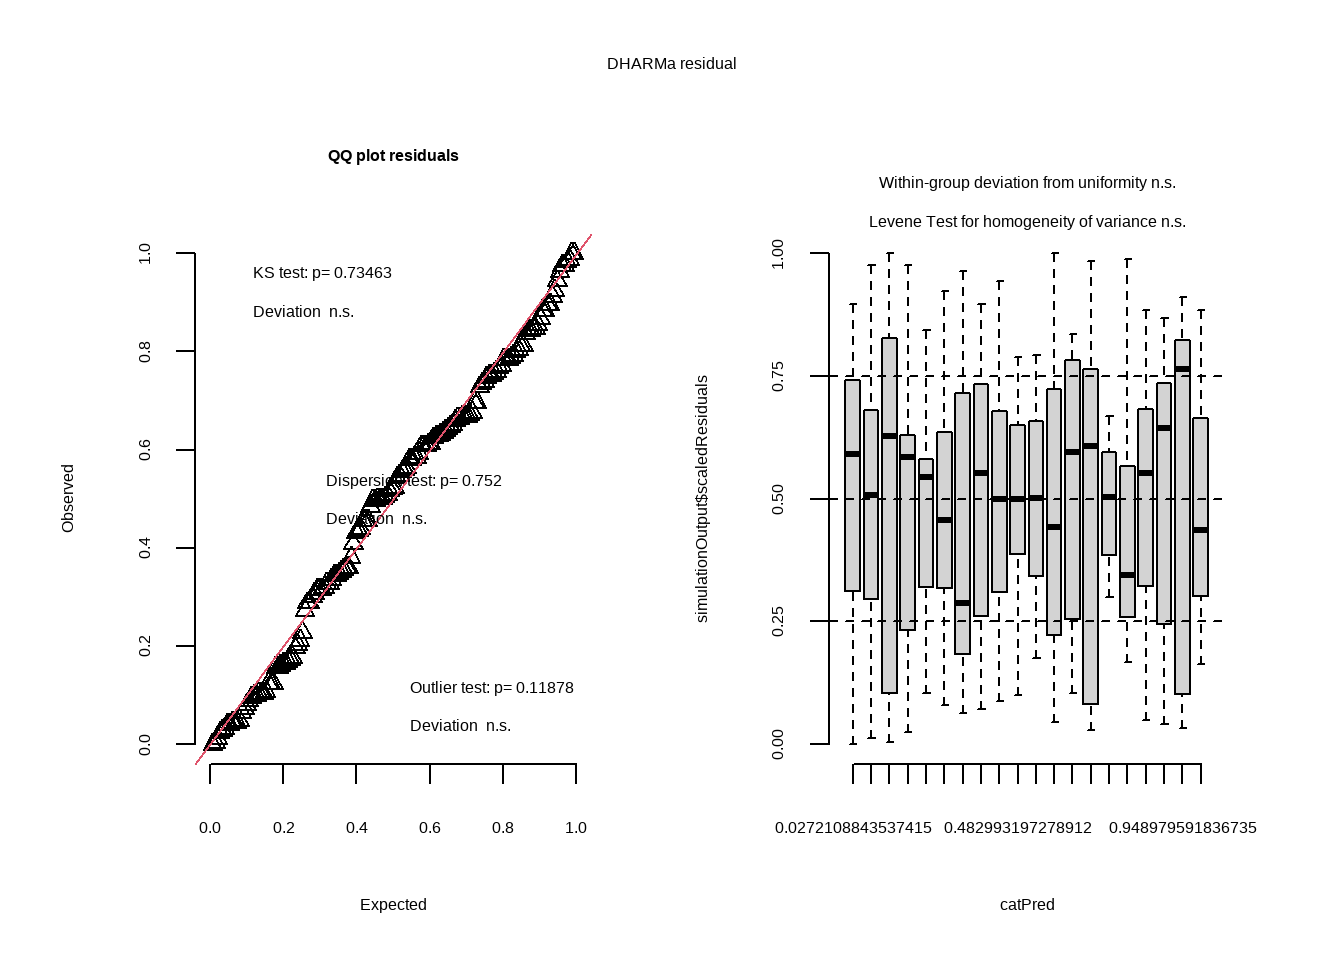 DHARMa residual
QQ plot residuals
KS test: p= 0.73463
Deviation n.s.
Dispersion test: p= 0.752
Deviation n.s.
Outlier test: p= 0.11878
Deviation n.s.
Observed
1.0
0.8
0.6
0.4
0.2
0.0
0.0 0.2 0.4 0.6 0.8 1.0
Expected
Within-group deviation from uniformity n.s.
Levene Test for homogeneity of variance n.s.
simulationOutput$scaledResiduals
1.00
0.75
0.50
0.25
0.00
0.0272108843537415 0.482993197278912 0.948979591836735
catPred